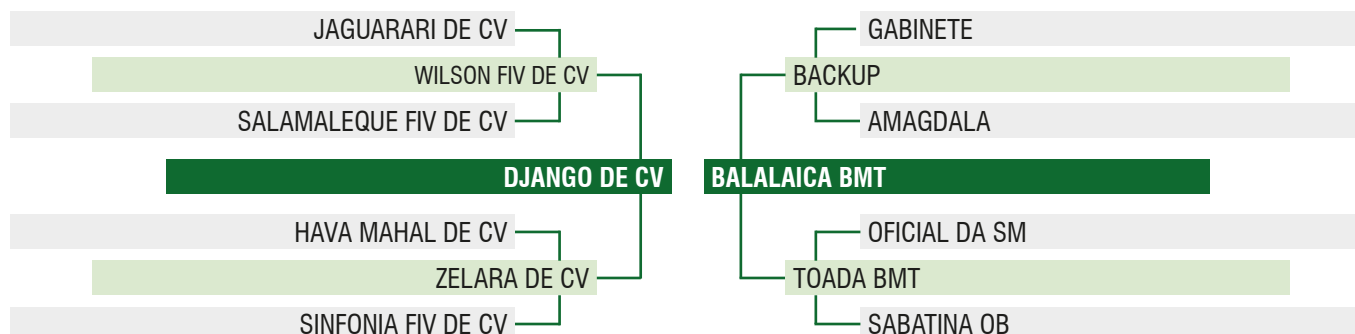 JAGUARARI DE CV
GABINETE
WILSON FIV DE CV
BACKUP
SALAMALEQUE FIV DE CV
AMAGDALA
DJANGO DE CV
BALALAICA BMT
HAVA MAHAL DE CV
OFICIAL DA SM
ZELARA DE CV
TOADA BMT
SINFONIA FIV DE CV
SABATINA OB